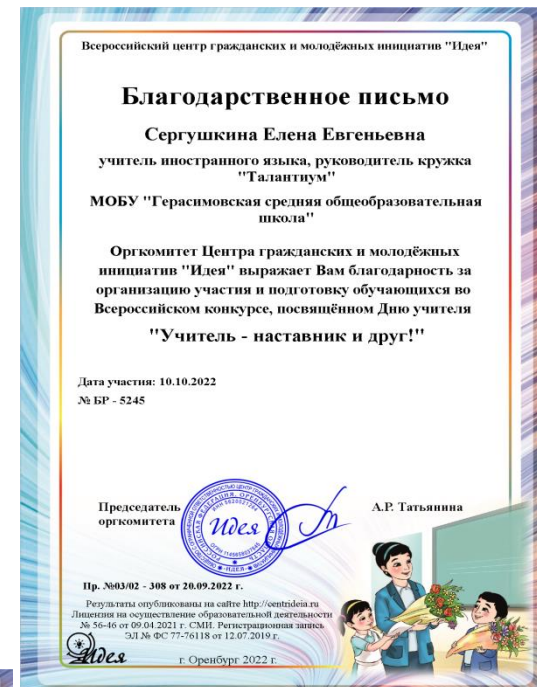 Всероссийский центр гражданских и молодёжных инициатив "Идея"
Благодарственное письмо
Сергушкина Елена Евгеньевна
учитель иностранного языка, руководитель кружка
"Талантиум"
МОБУ "Герасимовская средняя общеобразовательная
школа"
Оргкомитет Центра гражданских и молодёжных
инициатив "Идея" выражает Вам благодарность за
организацию участия и подготовку обучающихся во
Всероссийском конкурсе, посвящённом Дню учителя
"Учитель - наставник и друг!"
Дата участия: 10.10.2022
№ БР - 5245
Председатель
оргкомитета
Идея
А.Р. Татьянина
Пр. №03/02 - 308 от 20.09.2022 г.
Результаты опубликованы на сайте http://centrideia.ru
Лицензия на осуществление образовательной деятельности
№ 56-46 от 09.04.2021 г. СМИ. Регистрационная запись
ЭЛ № ФС 77-76118 от 12.07.2019 г.
Идея
г. Оренбург 2022 г.